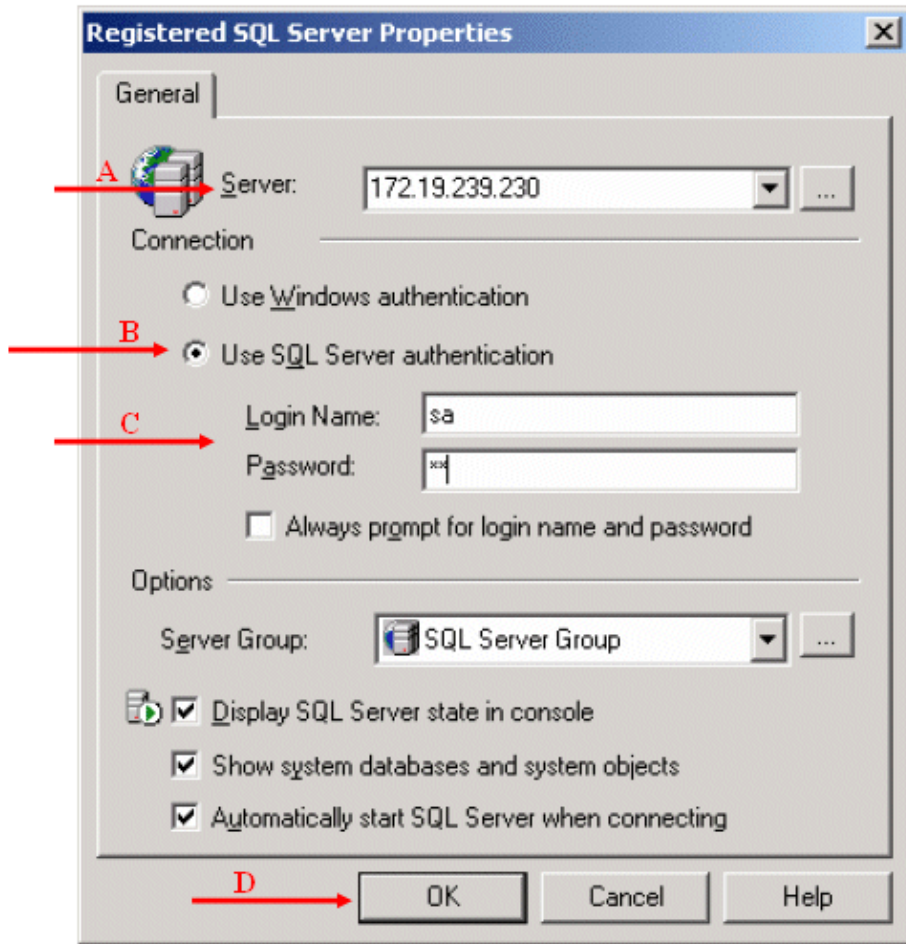 Registered SQL Server Properties
General
A
Server:
172.19.239.230
...
Connection
Use Windows authentication
B
Use SQL Server authentication
C
Login Name:
sa
Password:
**
Always prompt for login name and password
Options
Server Group:
SQL Server Group
...
Display SQL Server state in console
Show system databases and system objects
Automatically start SQL Server when connecting
D
OK
Cancel
Help